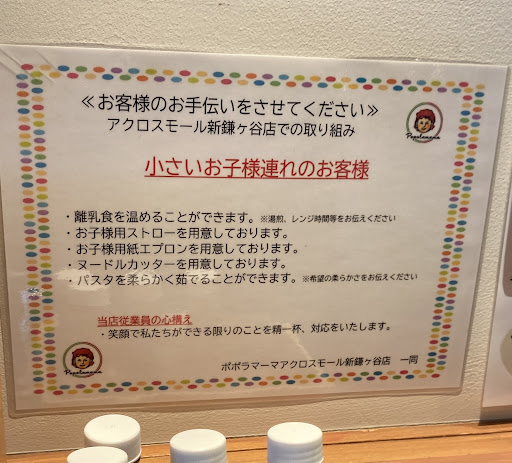 ≪お客様のお手伝いをさせてください≫
アクロスモール新鎌ヶ谷店での取り組み
Popolamama
小さいお子様連れのお客様
・離乳食を温めることができます。※湯煎、レンジ時間等をお伝えください
・お子様用ストローを用意しております。
・お子様用紙エプロンを用意しております。
・ヌードルカッターを用意しております。
・パスタを柔らかく茹でることができます。※希望の柔らかさをお伝えください
当店従業員の心構え
・笑顔で私たちができる限りのことを精一杯、対応をいたします。
Popolamama
ポポラマーマアクロスモール新鎌ヶ谷店　一同